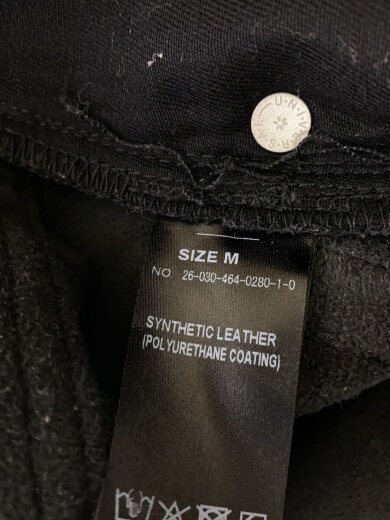 U·N·I·V·E·R·S·A·L
SIZE M
NO 26-030-464-0280-1-0
SYNTHETIC LEATHER
(POLYURETHANE COATING)